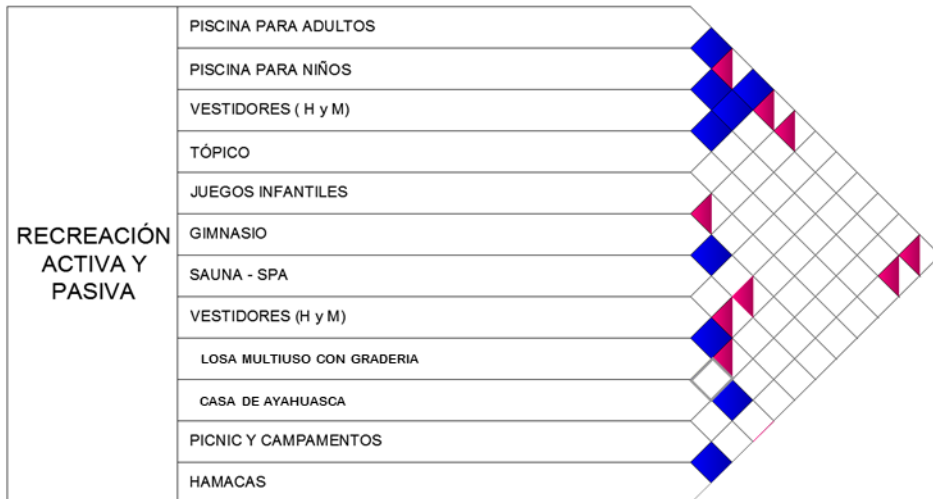 PISCINA PARA ADULTOS
PISCINA PARA NIÑOS
VESTIDORES ( H y M)
TÓPICO
JUEGOS INFANTILES
RECREACIÓN
ACTIVA Y
PASIVA
GIMNASIO
SAUNA - SPA
VESTIDORES (H y M)
LOSA MULTIUSO CON GRADERIA
CASA DE AYAHUASCA
PICNIC Y CAMPAMENTOS
HAMACAS